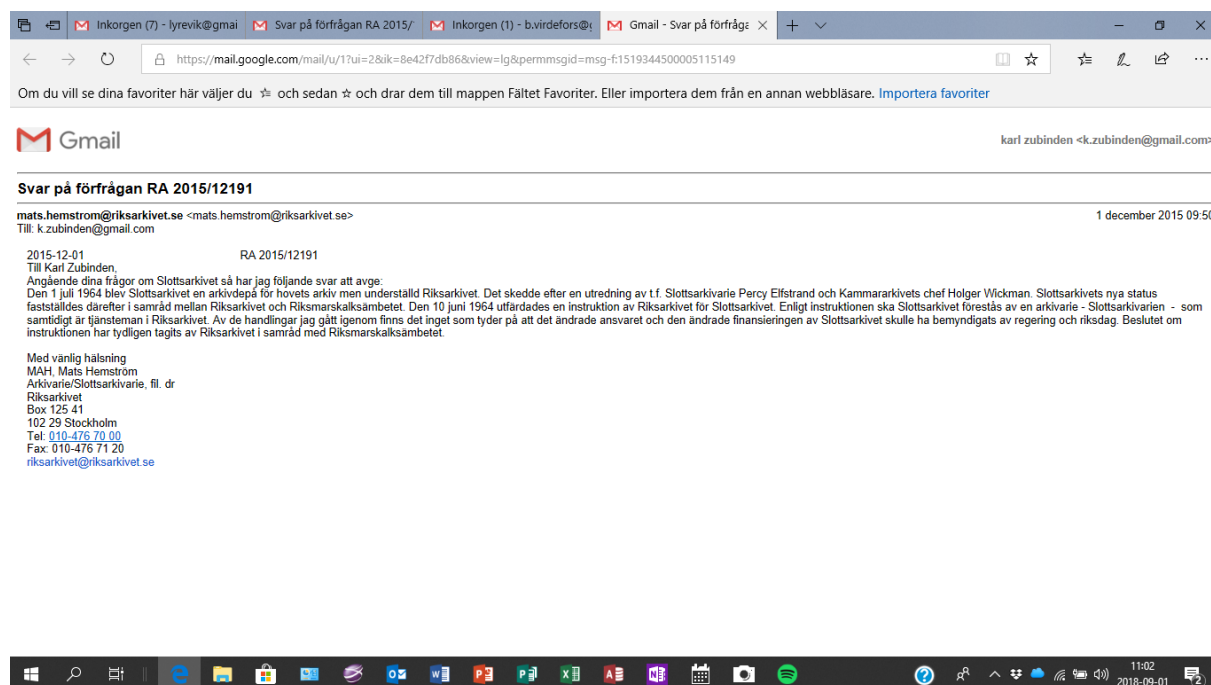 Inkorgen (7) - lyrevik@gmai
Svar på förfrågan RA 2015/
Inkorgen (1) - b.virdefors@g
Gmail - Svar på förfråga
https://mail.google.com/mail/u/1?ui=2&ik=8e42f7db86&view=lg&permmsgid=msg-f:1519344500005115149
Om du vill se dina favoriter här väljer du och sedan och drar dem till mappen Fältet Favoriter. Eller importera dem från en annan webbläsare. Importera favoriter
Gmail
karl zubinden <k.zubinden@gmail.com>
Svar på förfrågan RA 2015/12191
mats.hemstrom@riksarkivet.se <mats.hemstrom@riksarkivet.se>
1 december 2015 09:50
Till: k.zubinden@gmail.com
2015-12-01 RA 2015/12191
Till Karl Zubinden,
Angående dina frågor om Slottsarkivet så har jag följande svar att avge:
Den 1 juli 1964 blev Slottsarkivet en arkivdepå för hovets arkiv men underställd Riksarkivet. Det skedde efter en utredning av t.f. Slottsarkivarie Percy Elfstrand och Kammararkivets chef Holger Wickman. Slottsarkivets nya status
fastställdes därefter i samråd mellan Riksarkivet och Riksmarskalksämbetet. Den 10 juni 1964 utfärdades en instruktion av Riksarkivet för Slottsarkivet. Enligt instruktionen ska Slottsarkivet förestås av en arkivarie - Slottsarkivarien - som
samtidigt är tjänsteman i Riksarkivet. Av de handlingar jag gått igenom finns det inget som tyder på att det ändrade ansvaret och den ändrade finansieringen av Slottsarkivet skulle ha bemyndigats av regering och riksdag. Beslutet om
instruktionen har tydligen tagits av Riksarkivet i samråd med Riksmarskalksämbetet.
Med vänlig hälsning
MAH, Mats Hemström
Arkivarie/Slottsarkivarie, fil. dr
Riksarkivet
Box 125 41
102 29 Stockholm
Tel: 010-476 70 00
Fax: 010-476 71 20
riksarkivet@riksarkivet.se
11:02
2018-09-01